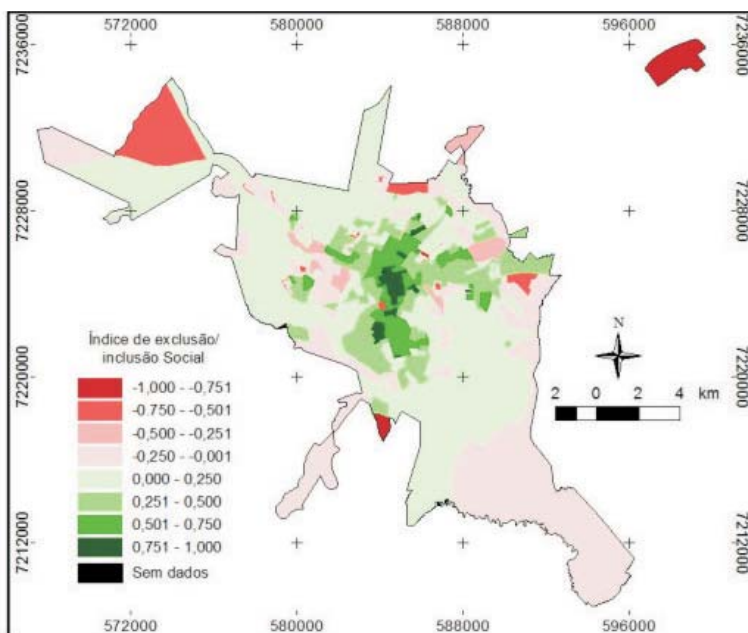 572000 580000 588000 596000
7236000 7236000
7228000 7228000
Índice de exclusão/
inclusão Social
-1,000 - -0,751
-0,750 - -0,501
-0,500 - -0,251
-0,250 - -0,001
0,000 - 0,250
0,251 - 0,500
0,501 - 0,750
0,751 - 1,000
Sem dados
N
2 0 2 4 km
7220000 7220000
7212000 7212000
572000 580000 588000 596000